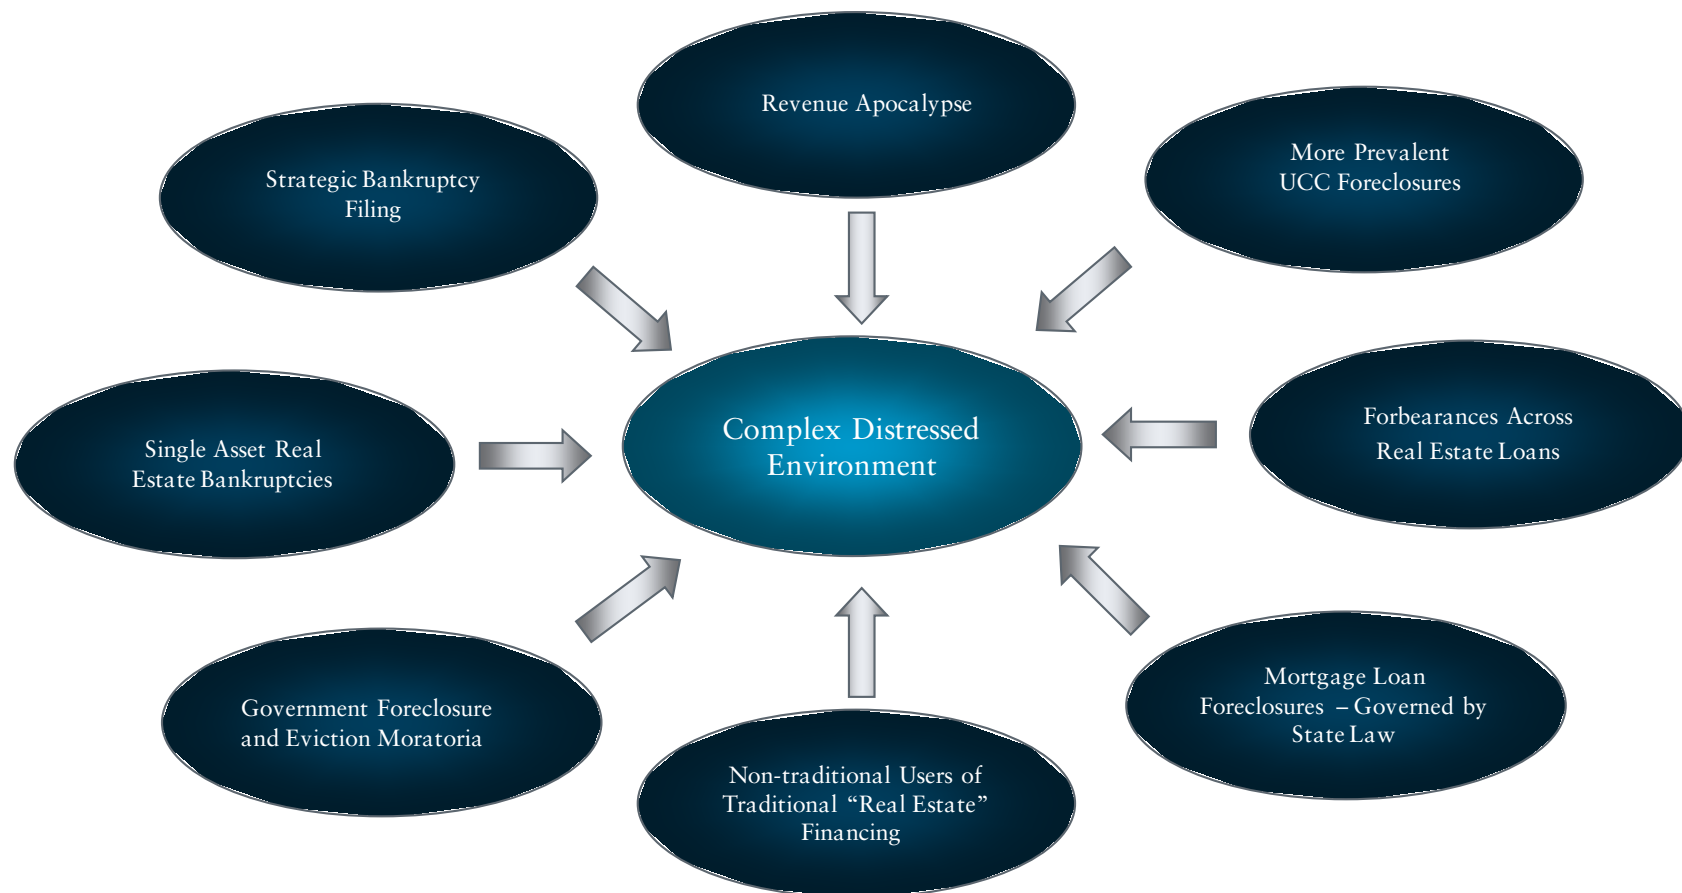 Revenue Apocalypse
More Prevalent
UCC Foreclosures
Strategic Bankruptcy
Filing
Forbearances Across
Real Estate Loans
Complex Distressed
Environment
Single Asset Real
Estate Bankruptcies
Mortgage Loan
Foreclosures – Governed by
State Law
Government Foreclosure
and Eviction Moratoria
Non-traditional Users of
Traditional “Real Estate”
Financing